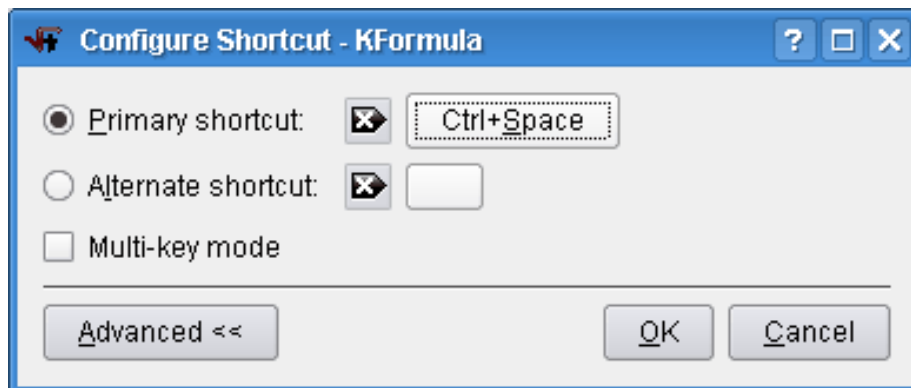 Configure Shortcut - KFormula
Primary shortcut: Ctrl+Space
Alternate shortcut:
Multi-key mode
Advanced << OK Cancel